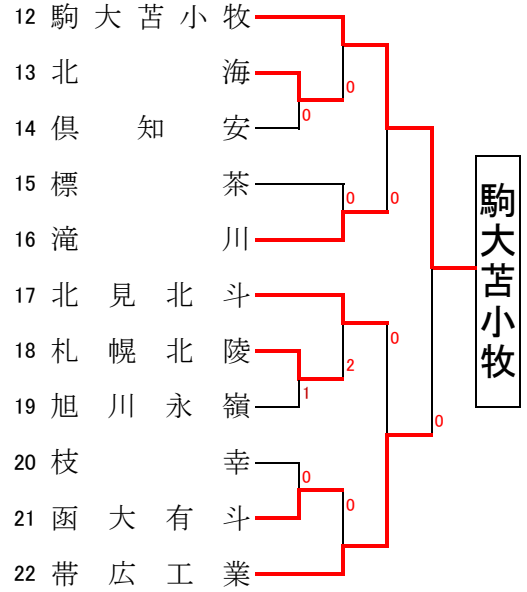 12 駒大苫小牧
13 北海
0
0
14 倶知安
15 標茶
0
0
16 滝川
駒大苫小牧
17 北見北斗
0
18 札幌北陵
2
1
19 旭川永嶺
0
20 枝幸
0
0
21 函大有斗
22 帯広工業